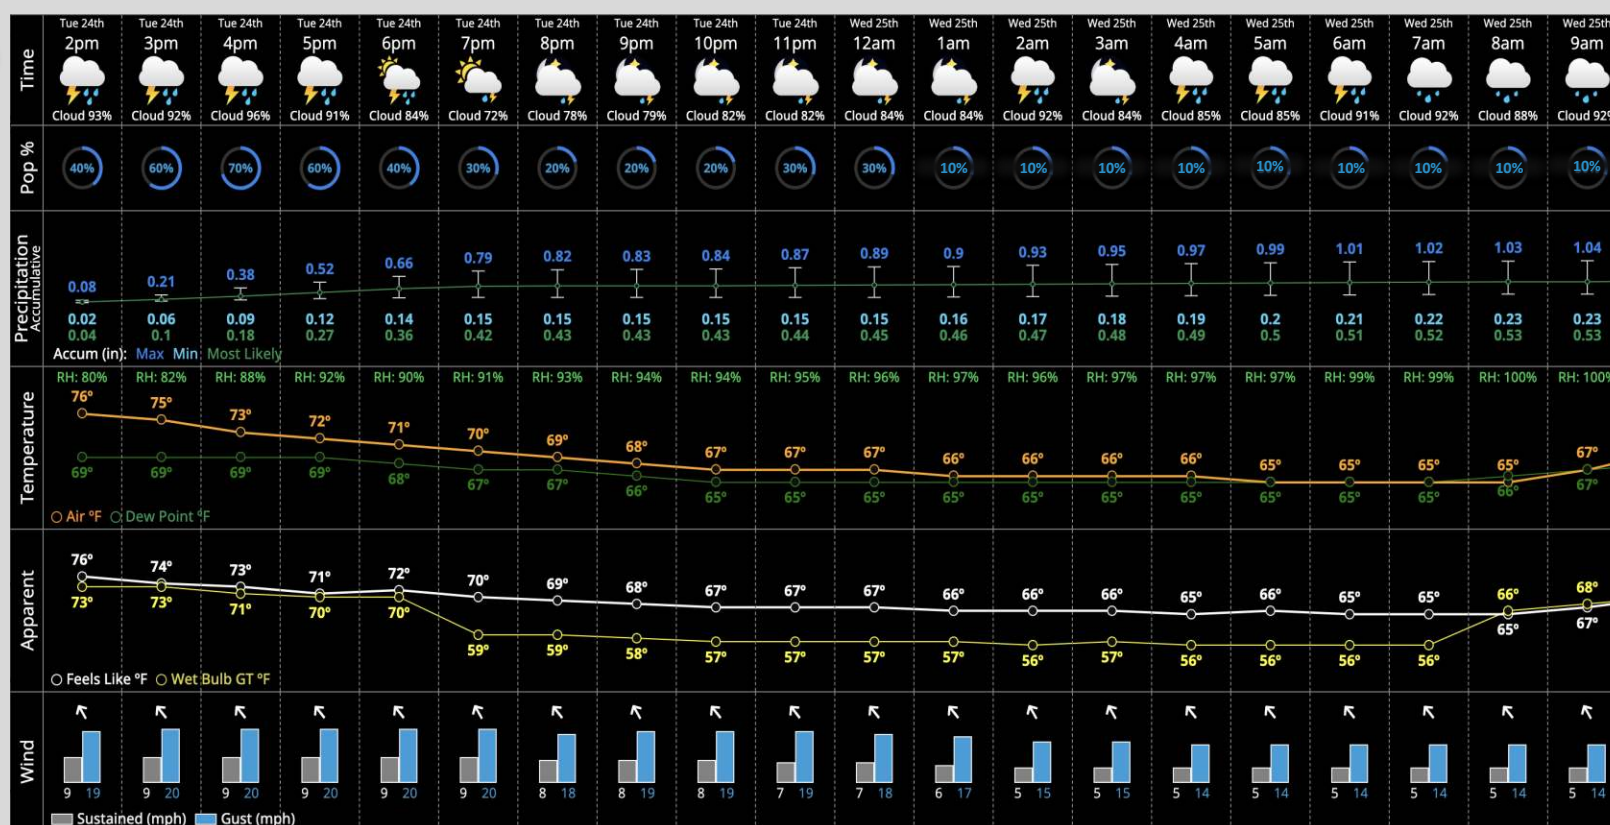 Time
Tue 24th Tue 24th Tue 24th Tue 24th Tue 24th Tue 24th Tue 24th Tue 24th Tue 24th Tue 24th Wed 25th Wed 25th Wed 25th Wed 25th Wed 25th Wed 25th Wed 25th Wed 25th Wed 25th Wed 25th
2pm 3pm 4pm 5pm 6pm 7pm 8pm 9pm 10pm 11pm 12am 1am 2am 3am 4am 5am 6am 7am 8am 9am
Cloud 93% Cloud 92% Cloud 96% Cloud 91% Cloud 84% Cloud 72% Cloud 78% Cloud 79% Cloud 82% Cloud 82% Cloud 84% Cloud 84% Cloud 92% Cloud 84% Cloud 85% Cloud 85% Cloud 91% Cloud 92% Cloud 88% Cloud 92%
Pop %
40% 60% 70% 60% 40% 30% 20% 20% 20% 30% 30% 10% 10% 10% 10% 10% 10% 10% 10% 10%
Precipitation
Accumulative
0.08 0.21 0.38 0.52 0.66 0.79 0.82 0.83 0.84 0.87 0.89 0.9 0.93 0.95 0.97 0.99 1.01 1.02 1.03 1.04
0.02 0.06 0.09 0.12 0.14 0.15 0.15 0.15 0.15 0.15 0.15 0.16 0.17 0.18 0.19 0.2 0.21 0.22 0.23 0.23
0.04 0.1 0.18 0.27 0.36 0.42 0.43 0.43 0.43 0.44 0.45 0.46 0.47 0.48 0.49 0.5 0.51 0.52 0.53 0.53
Accum (in): Max Min Most Likely
Temperature
RH: 80% RH: 82% RH: 88% RH: 92% RH: 90% RH: 91% RH: 93% RH: 94% RH: 94% RH: 95% RH: 96% RH: 97% RH: 96% RH: 97% RH: 97% RH: 97% RH: 99% RH: 99% RH: 100% RH: 100%
76° 75° 73° 72° 71° 70° 69° 68° 67° 67° 67° 66° 66° 66° 66° 65° 65° 65° 65° 67°
69° 69° 69° 69° 68° 67° 67° 66° 65° 65° 65° 65° 65° 65° 65° 65° 65° 65° 66° 67°
Air °F Dew Point °F
Apparent
76° 74° 73° 71° 72° 70° 69° 68° 67° 67° 67° 66° 66° 66° 65° 66° 65° 65° 66° 68°
73° 73° 71° 70° 70° 59° 59° 58° 57° 57° 57° 57° 56° 57° 56° 56° 56° 56° 65° 67°
Feels Like °F Wet Bulb GT °F
Wind
9 19 9 20 9 20 9 20 9 20 9 20 8 18 8 19 8 19 7 19 7 18 6 17 5 15 5 15 5 14 5 14 5 14 5 14 5 14 5 14
Sustained (mph) Gust (mph)